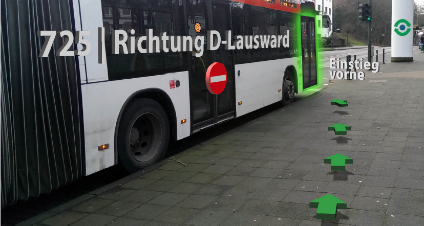 725 | Richtung D-Lausward
Einstieg
vorne